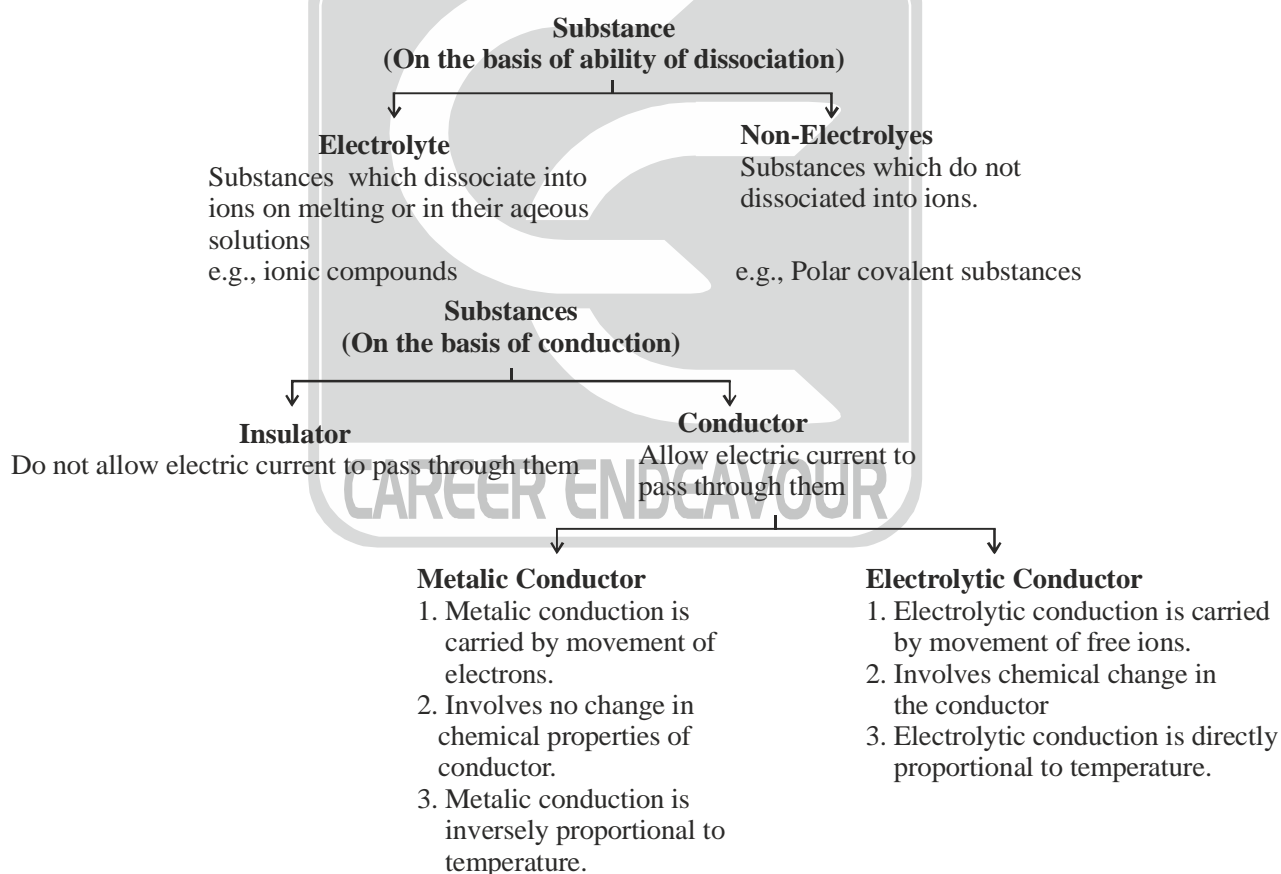 Substance
(On the basis of ability of dissociation)
Electrolyte
Substances which dissociate into
ions on melting or in their aqeous
solutions
e.g., ionic compounds
Non-Electrolyes
Substances which do not
dissociated into ions.
e.g., Polar covalent substances
Substances
(On the basis of conduction)
Insulator
Do not allow electric current to pass through them
Conductor
Allow electric current to
pass through them
CAREER ENDEAVOUR
Metalic Conductor
1. Metalic conduction is
carried by movement of
electrons.
2. Involves no change in
chemical properties of
conductor.
3. Metalic conduction is
inversely proportional to
temperature.
Electrolytic Conductor
1. Electrolytic conduction is carried
by movement of free ions.
2. Involves chemical change in
the conductor
3. Electrolytic conduction is directly
proportional to temperature.